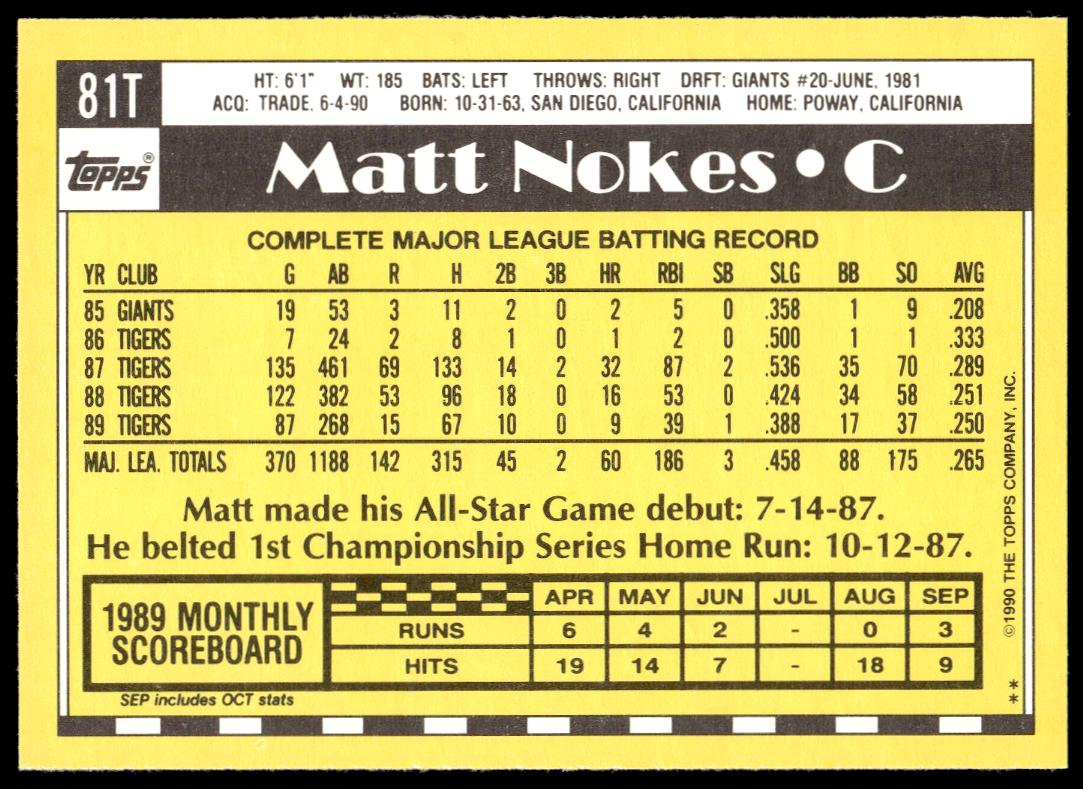 81T
HT: 6'1" WT: 185 BATS: LEFT THROWS: RIGHT DRFT: GIANTS #20-JUNE, 1981
ACQ: TRADE. 6-4-90 BORN: 10-31-63, SAN DIEGO, CALIFORNIA HOME: POWAY, CALIFORNIA
TOPPS®
Matt Nokes • C
COMPLETE MAJOR LEAGUE BATTING RECORD
YR CLUB G AB R H 2B 3B HR RBI SB SLG BB SO AVG
85 GIANTS 19 53 3 11 2 0 2 5 0 .358 1 9 .208
86 TIGERS 7 24 2 8 1 0 1 2 0 .500 1 1 .333
87 TIGERS 135 461 69 133 14 2 32 87 2 .536 35 70 .289
88 TIGERS 122 382 53 96 18 0 16 53 0 .424 34 58 .251
89 TIGERS 87 268 15 67 10 0 9 39 1 .388 17 37 .250
MAJ. LEA. TOTALS 370 1188 142 315 45 2 60 186 3 .458 88 175 .265
Matt made his All-Star Game debut: 7-14-87.
He belted 1st Championship Series Home Run: 10-12-87.
1989 MONTHLY
SCOREBOARD
APR MAY JUN JUL AUG SEP
RUNS 6 4 2 - 0 3
HITS 19 14 7 - 18 9
SEP includes OCT stats
©1990 THE TOPPS COMPANY, INC.
**